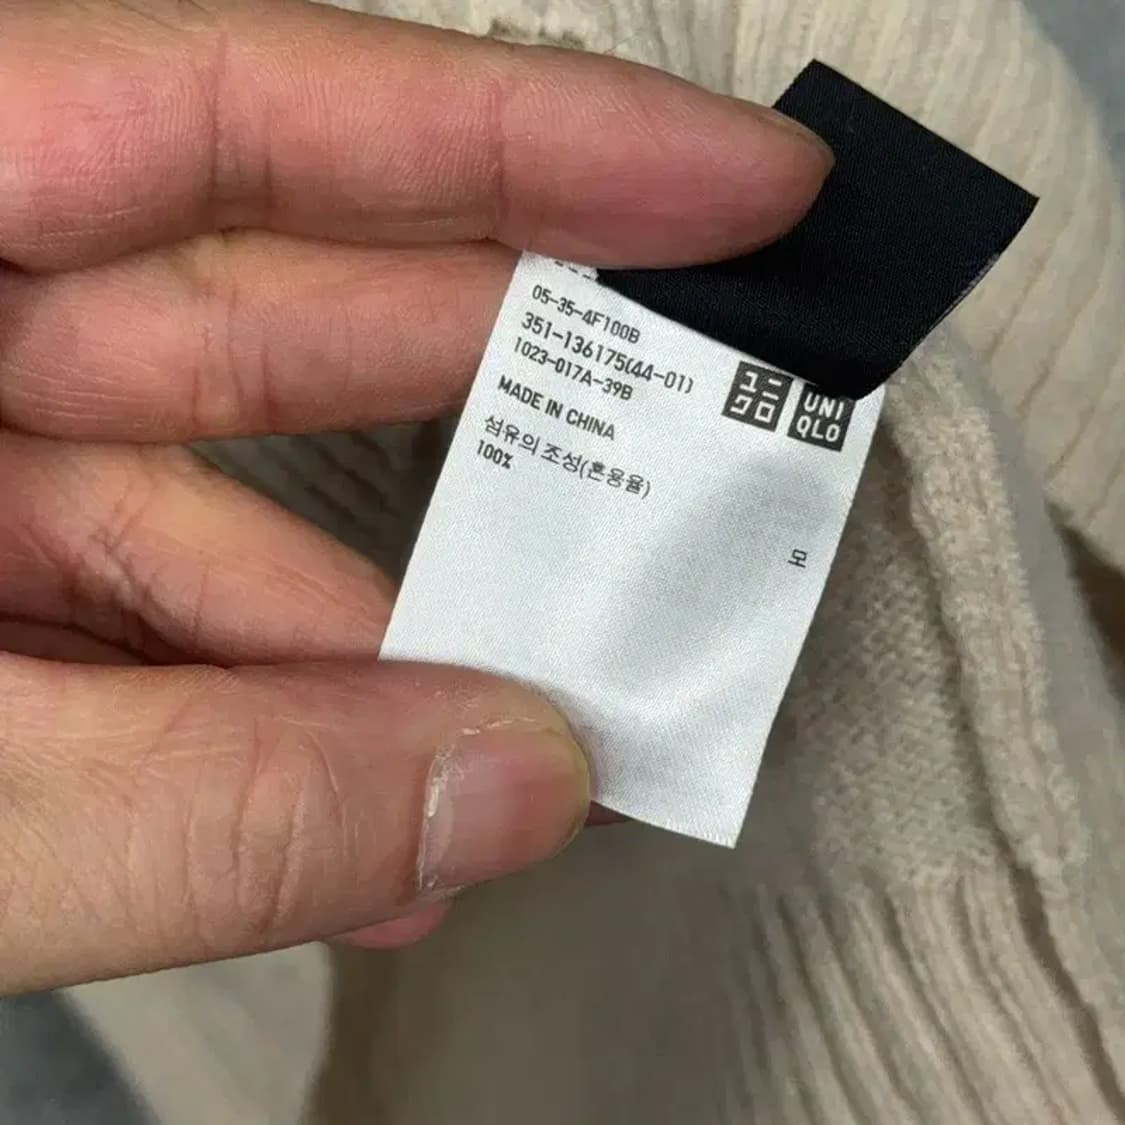 05-35-4F100B
351-136175(44-01)
1023-017A-39B
ユニ
クロ
UNI
QLO
MADE IN CHINA
섬유의 조성(혼용율)
100%
모